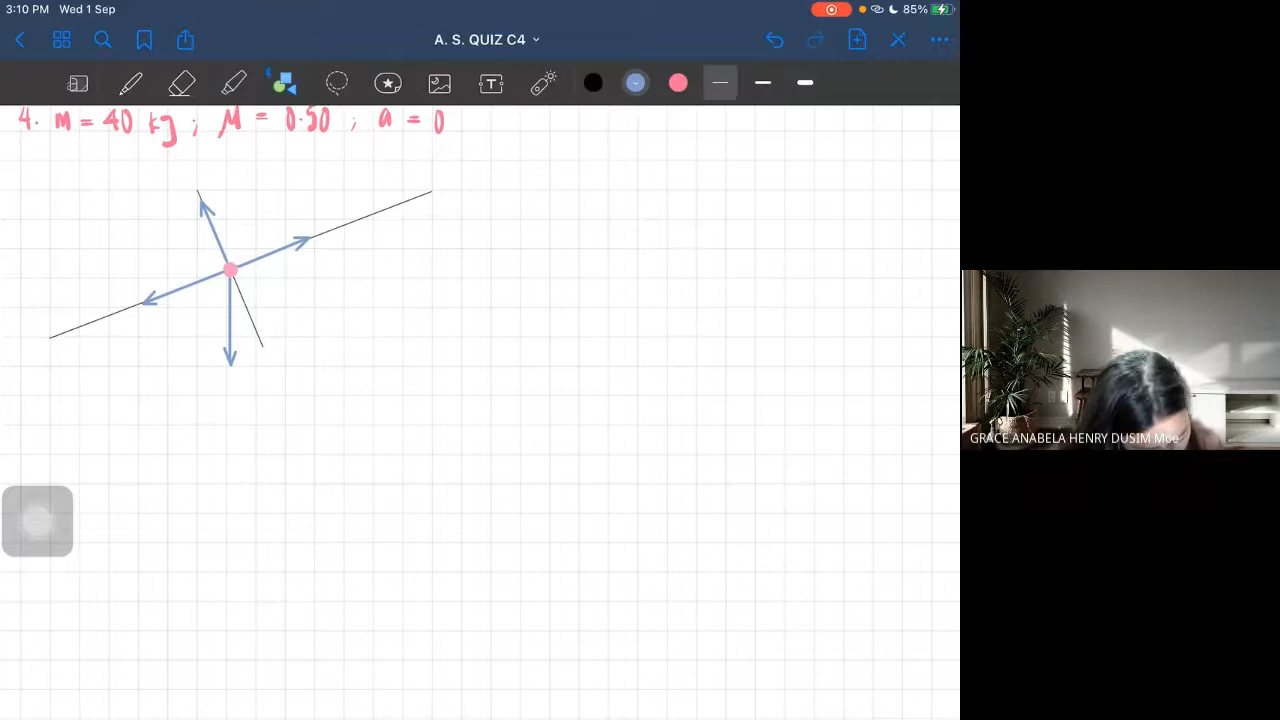 3:10 PM Wed 1 Sep
85%
A. S. QUIZ C4
T
4. m = 40 kg ; μ = 0.50 ; a = 0
GRACE ANABELA HENRY DUSIM Moe